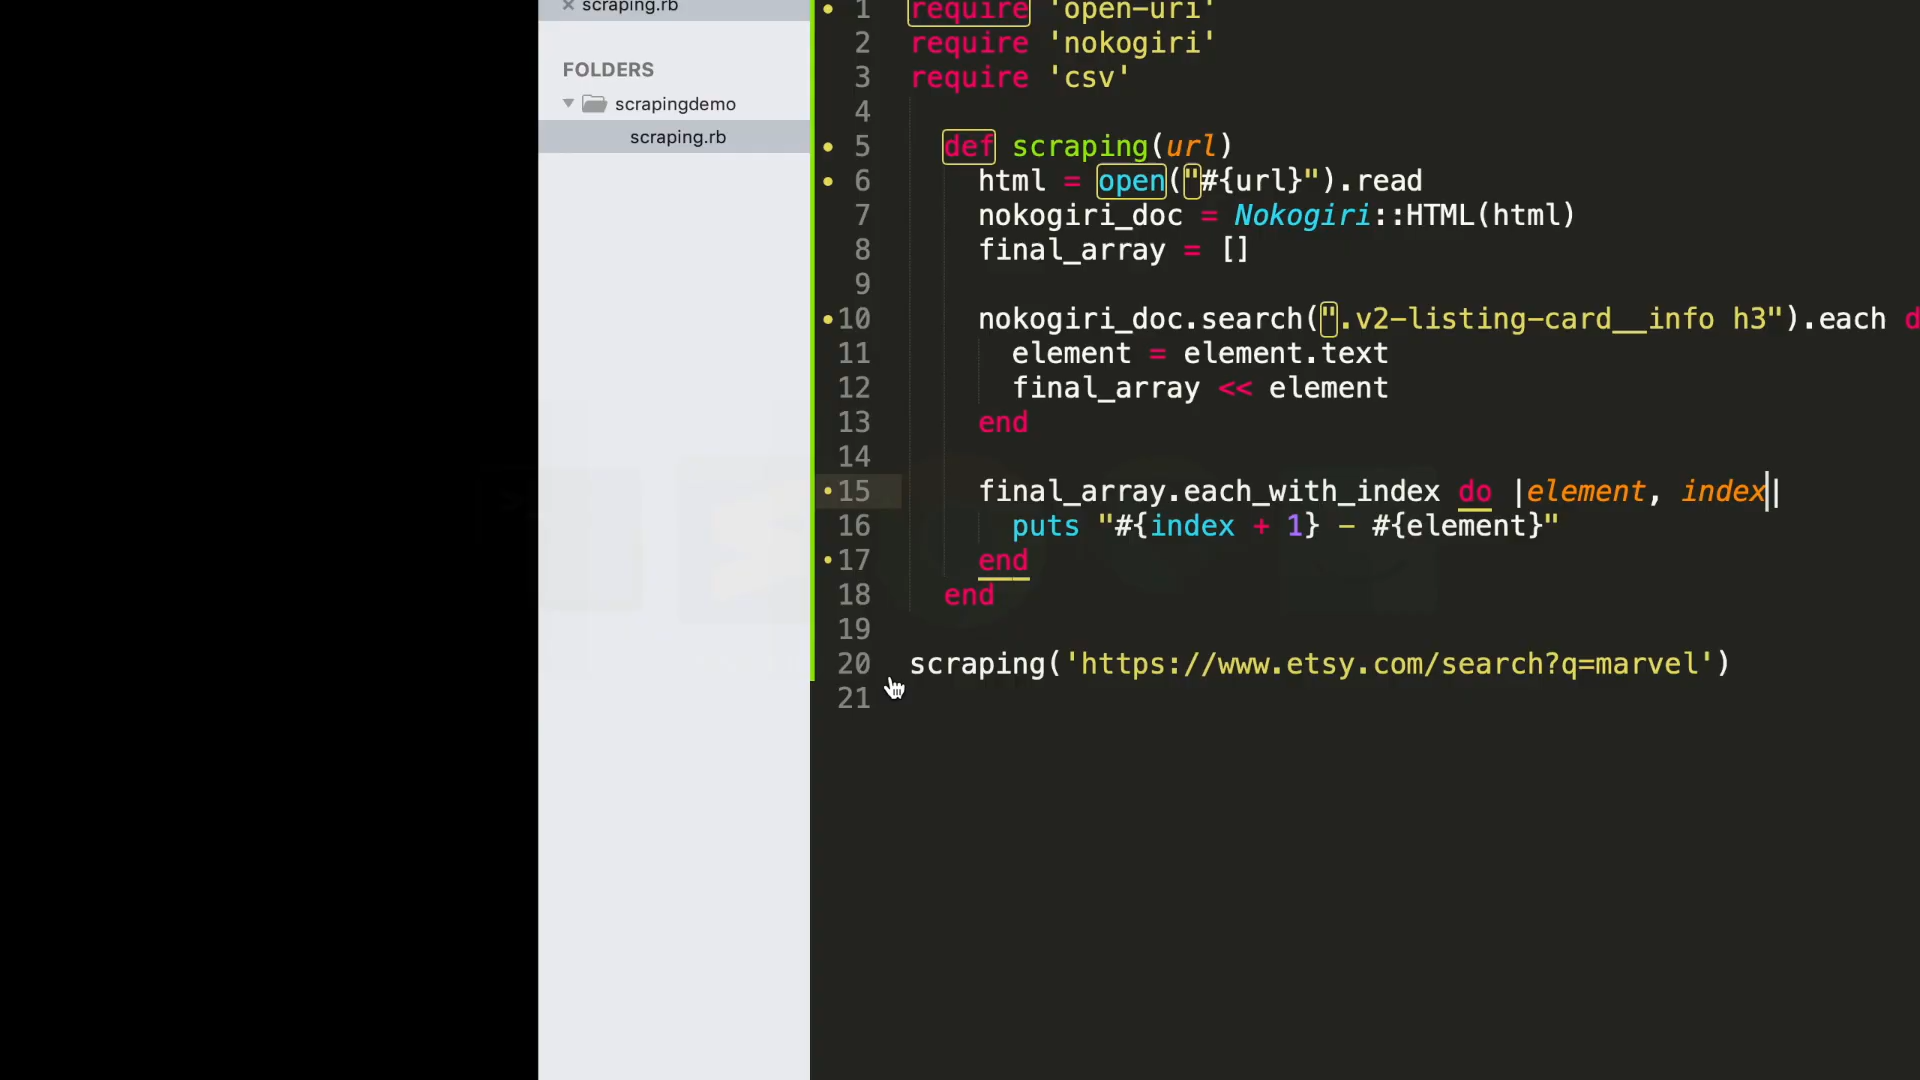 scraping.rb
FOLDERS
scrapingdemo
scraping.rb
1 require 'open-uri'
2 require 'nokogiri'
3 require 'csv'
4
5 def scraping(url)
6 html = open("#{url}").read
7 nokogiri_doc = Nokogiri::HTML(html)
8 final_array = []
9
10 nokogiri_doc.search(".v2-listing-card__info h3").each d
11 element = element.text
12 final_array << element
13 end
14
15 final_array.each_with_index do |element, index|
16 puts "#{index + 1} - #{element}"
17 end
18 end
19
20 scraping('https://www.etsy.com/search?q=marvel')
21